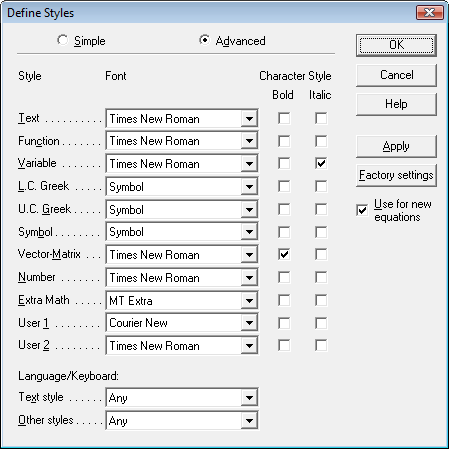 Define Styles
Simple Advanced
Style Font Character Style
Bold Italic
Text . . . . . . . . . . Times New Roman
Function . . . . . . Times New Roman
Variable . . . . . . . Times New Roman
L.C. Greek . . . . . Symbol
U.C. Greek . . . . . Symbol
Symbol . . . . . . . Symbol
Vector-Matrix . . . Times New Roman
Number . . . . . . . Times New Roman
Extra Math . . . . . MT Extra
User 1 . . . . . . . . Courier New
User 2 . . . . . . . . Times New Roman
Language/Keyboard:
Text style . . . . . . Any
Other styles . . . . Any
OK
Cancel
Help
Apply
Factory settings
Use for new
equations